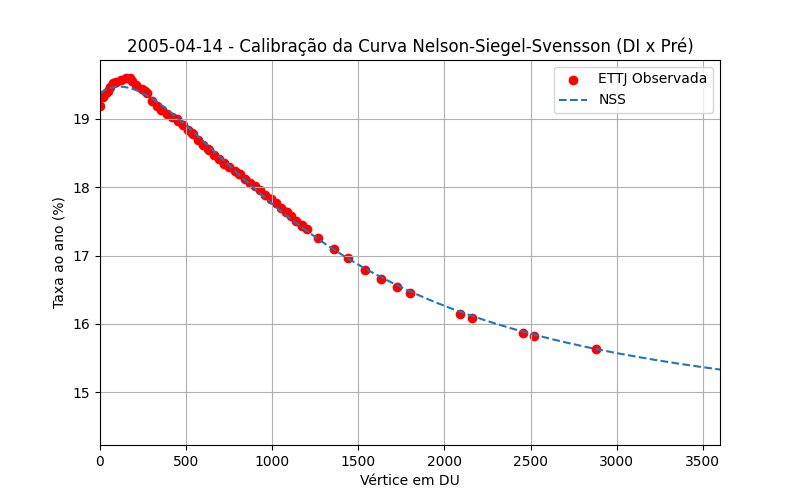 2005-04-14 - Calibração da Curva Nelson-Siegel-Svensson (DI x Pré)
ETTJ Observada
NSS
Taxa ao ano (%)
19
18
17
16
15
0 500 1000 1500 2000 2500 3000 3500
Vértice em DU